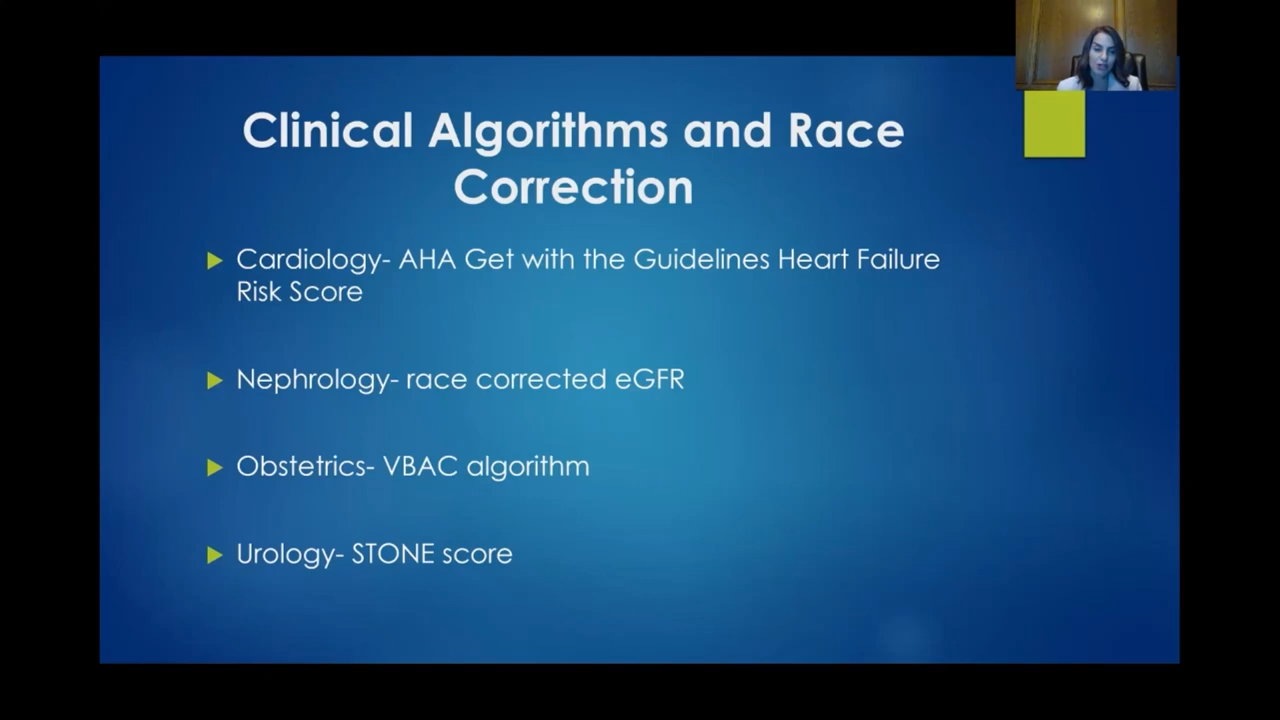 Clinical Algorithms and Race
Correction
Cardiology- AHA Get with the Guidelines Heart Failure
Risk Score
Nephrology- race corrected eGFR
Obstetrics- VBAC algorithm
Urology- STONE score